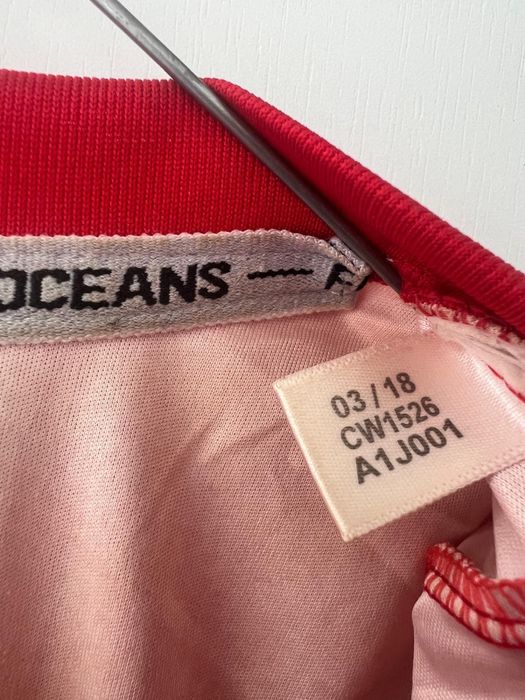 OCEANS —
03/18
CW1526
A1J001